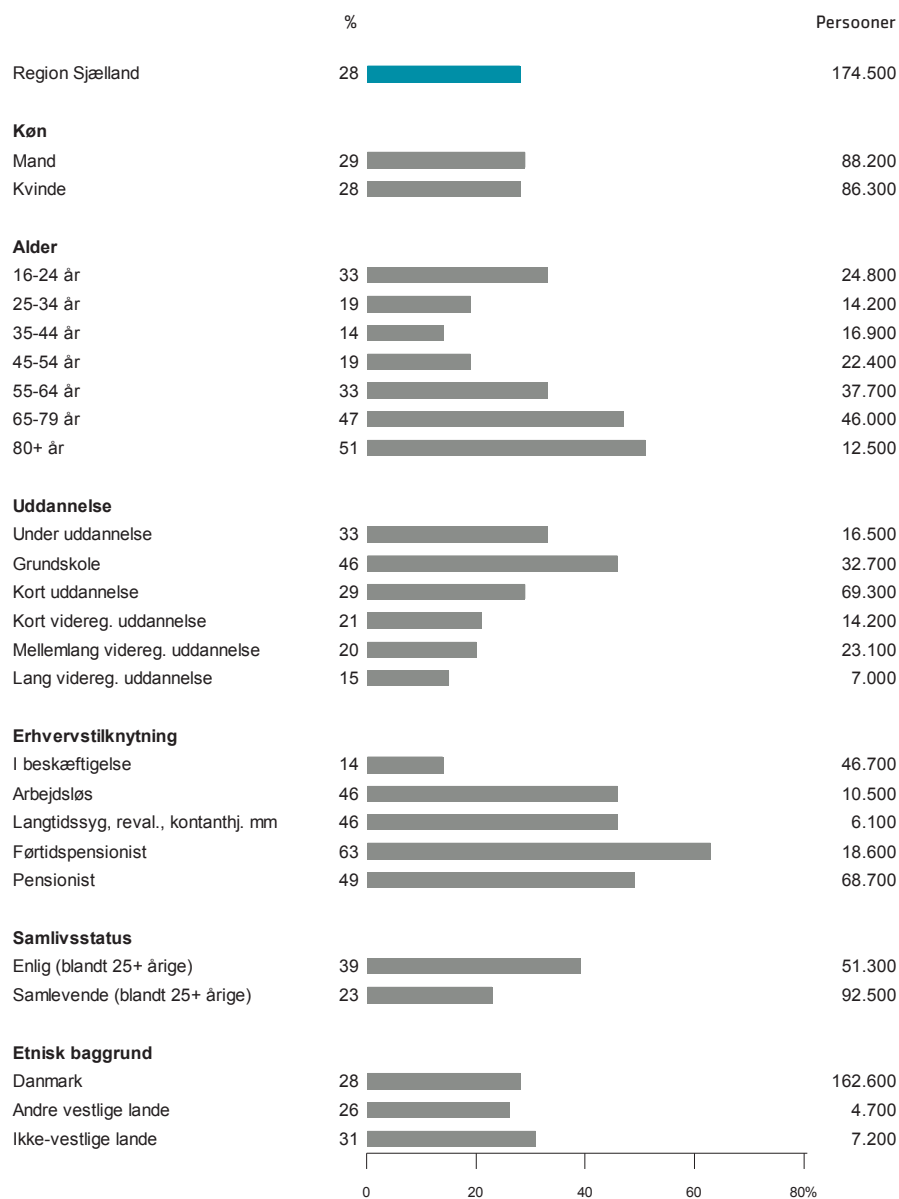 % Persooner
Region Sjælland 28 174.500
Køn
Mand 29 88.200
Kvinde 28 86.300
Alder
16-24 år 33 24.800
25-34 år 19 14.200
35-44 år 14 16.900
45-54 år 19 22.400
55-64 år 33 37.700
65-79 år 47 46.000
80+ år 51 12.500
Uddannelse
Under uddannelse 33 16.500
Grundskole 46 32.700
Kort uddannelse 29 69.300
Kort videreg. uddannelse 21 14.200
Mellemlang videreg. uddannelse 20 23.100
Lang videreg. uddannelse 15 7.000
Erhvervstilknytning
I beskæftigelse 14 46.700
Arbejdsløs 46 10.500
Langtidssyg, reval., kontanthj. mm 46 6.100
Førtidspensionist 63 18.600
Pensionist 49 68.700
Samlivsstatus
Enlig (blandt 25+ årige) 39 51.300
Samlevende (blandt 25+ årige) 23 92.500
Etnisk baggrund
Danmark 28 162.600
Andre vestlige lande 26 4.700
Ikke-vestlige lande 31 7.200
0 20 40 60 80%